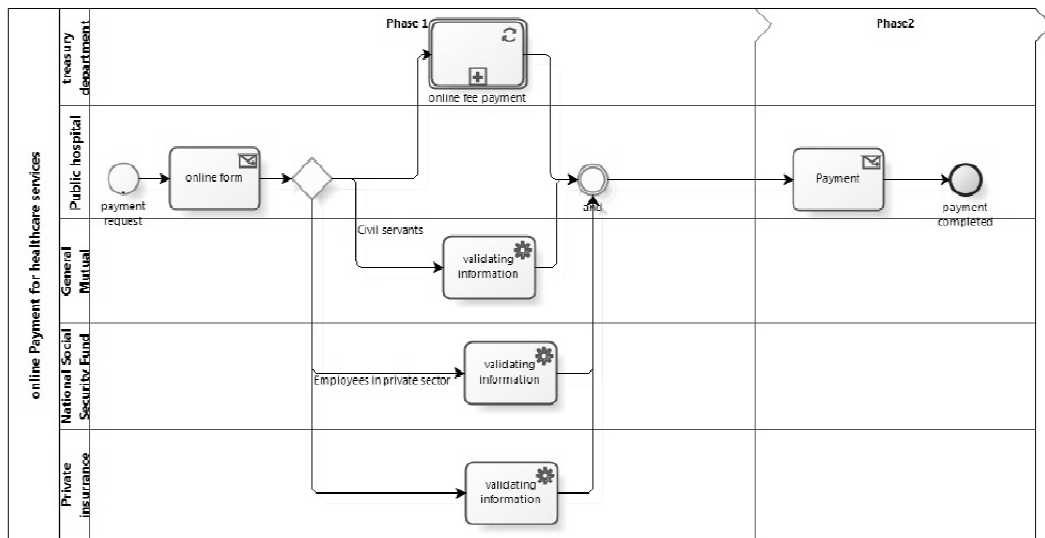 Phase 1
Phase2
online Payment for healthcare services
treasury
department
online fee payment
Public hospital
online form
payment
request
and
Payment
payment
completed
Civil servants
General
Mutual
validating
information
National Social
Security Fund
Employees in private sector
validating
information
Private
insurrance
validating
information